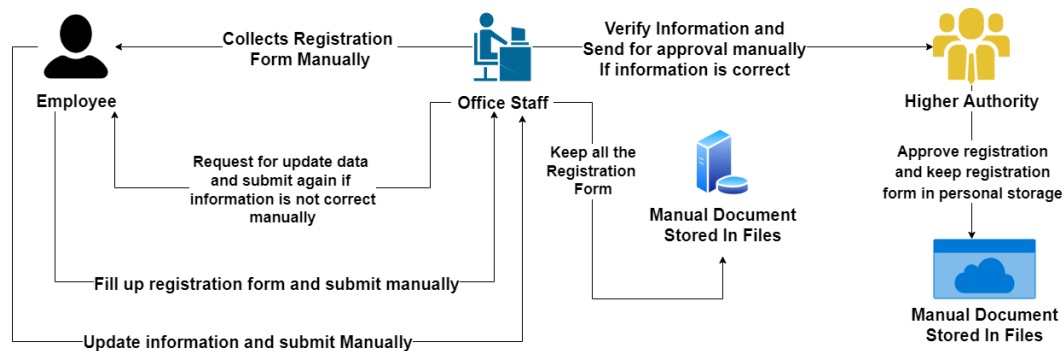 Collects Registration
Form Manually
Verify Information and
Send for approval manually
If information is correct
Employee
Office Staff
Higher Authority
Request for update data
and submit again if
information is not correct
manually
Keep all the
Registration
Form
Approve registration
and keep registration
form in personal storage
Manual Document
Stored In Files
Fill up registration form and submit manually
Manual Document
Stored In Files
Update information and submit Manually